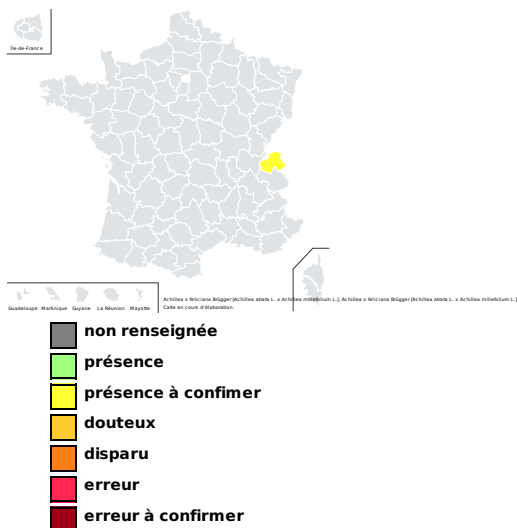 Île-de-France
Guadeloupe Martinique Guyane La Réunion Mayotte
Achillea x feliciana Brügger [Achillea atrata L. x Achillea millefolium L.], Achillea x feliciana Brügger [Achillea atrata L. x Achillea millefolium L.]
Carte en cours d'élaboration.
non renseignée
présence
présence à confimer
douteux
disparu
erreur
erreur à confirmer